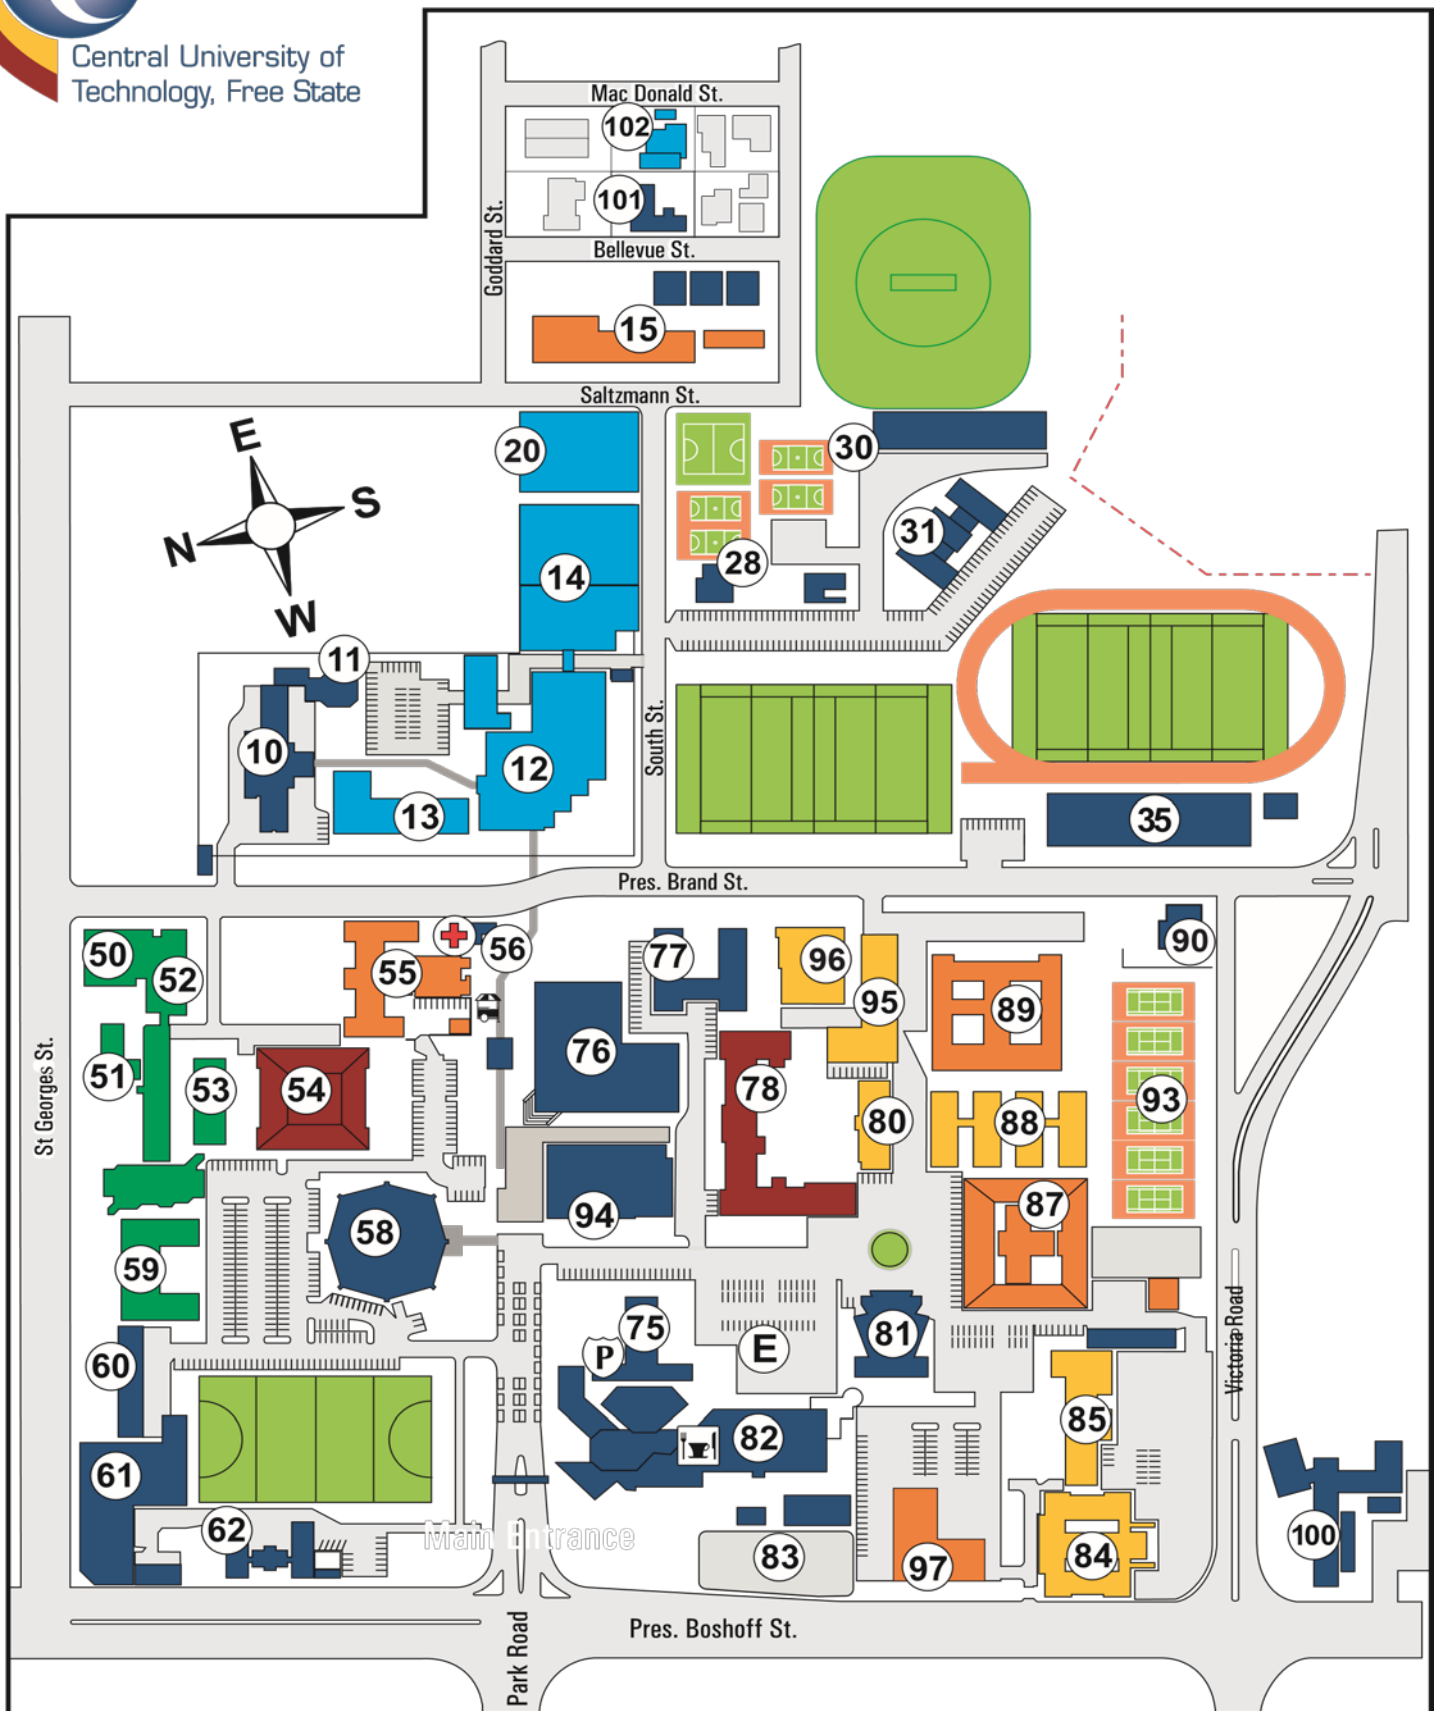 Central University of
Technology, Free State
Mac Donald St.
102
101
Goddard St.
Bellevue St.
15
Saltzmann St.
E
S
N
W
20
30
14
31
28
11
10
12
13
South St.
35
Pres. Brand St.
50
52
55
56
77
96
95
90
89
51
53
54
76
78
80
88
93
St Georges St.
58
94
87
59
75
P
E
81
Victoria Road
60
85
82
61
62
Main Entrance
83
97
84
100
Pres. Boshoff St.
Park Road